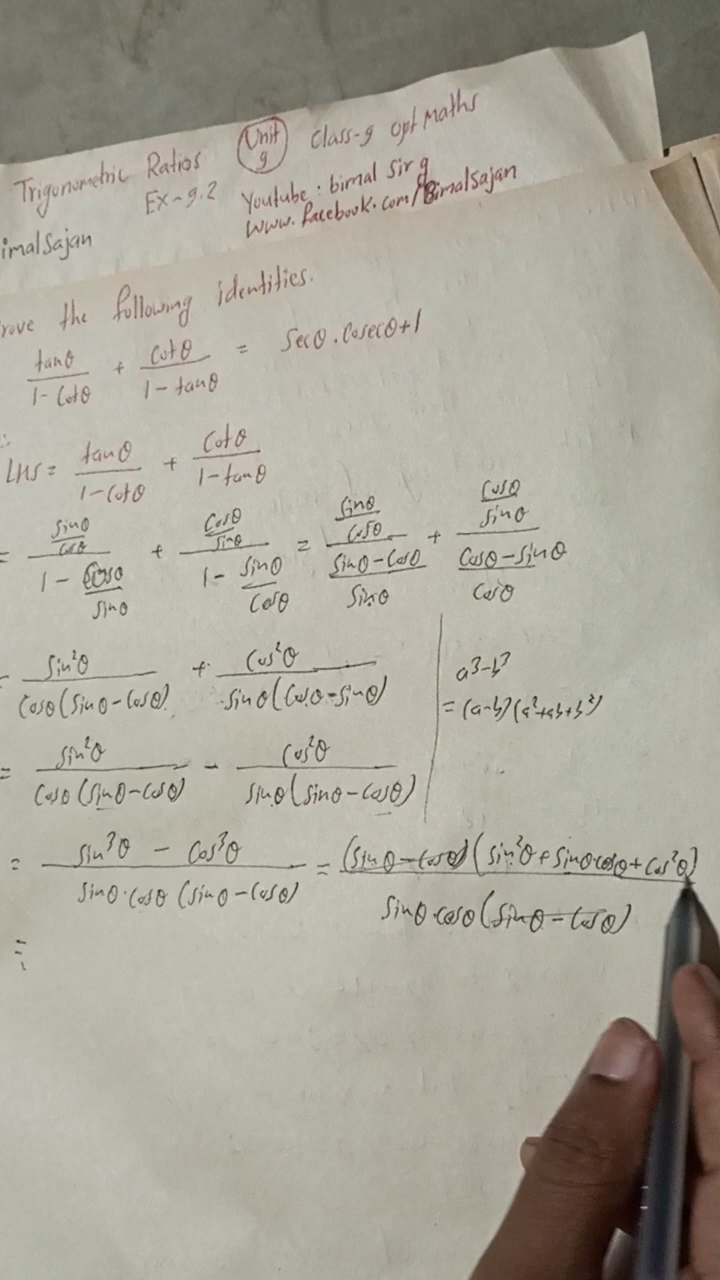 Trigonometric Ratios Unit 9 Class-9 opt Maths
Ex-9.2 Youtube: bimal Sir g
imalSajan www.facebook.com/BimalSajan
rove the following identities.
tanθ/(1-Cotθ) + Cotθ/(1-tanθ) = Secθ.Cosecθ+1
LHS = tanθ/(1-Cotθ) + Cotθ/(1-tanθ)
= (Sinθ/Cosθ)/(1-Cosθ/Sinθ) + (Cosθ/Sinθ)/(1-Sinθ/Cosθ) = (Sinθ/Cosθ)/((Sinθ-Cosθ)/Sinθ) + (Cosθ/Sinθ)/((Cosθ-Sinθ)/Cosθ)
= Sin²θ/(Cosθ(Sinθ-Cosθ)) + Cos²θ/(Sinθ(Cosθ-Sinθ))
a³-b³
= (a-b)(a²+ab+b²)
= Sin²θ/(Cosθ(Sinθ-Cosθ)) - Cos²θ/(Sinθ(Sinθ-Cosθ))
= (Sin³θ - Cos³θ)/(Sinθ.Cosθ(Sinθ-Cosθ)) = (Sinθ-Cosθ)(Sin²θ+Sinθcosθ+Cos²θ)/(Sinθ.Cosθ(Sinθ-Cosθ))
=